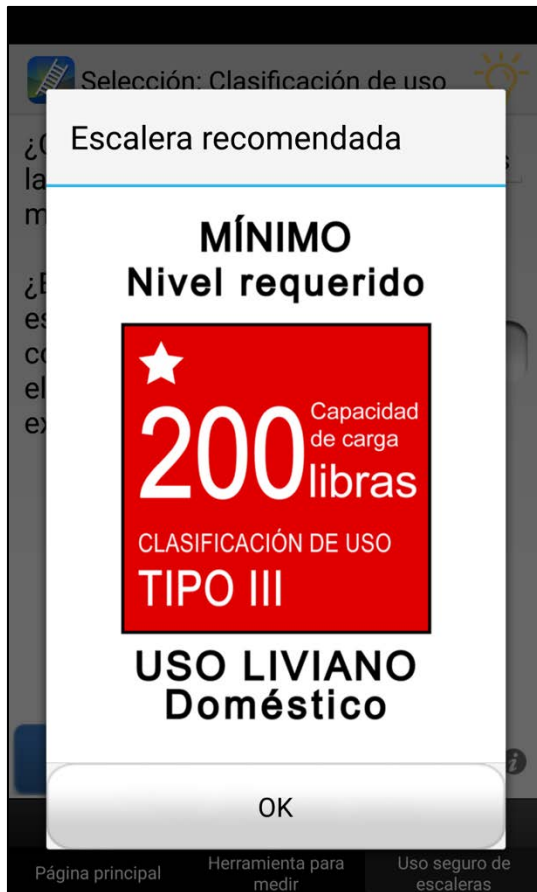 Selección: Clasificación de uso
Escalera recomendada
MÍNIMO
Nivel requerido
200
Capacidad
de carga
libras
CLASIFICACIÓN DE USO
TIPO III
USO LIVIANO
Doméstico
OK
Página principal
Herramienta para
medir
Uso seguro de
escaleras